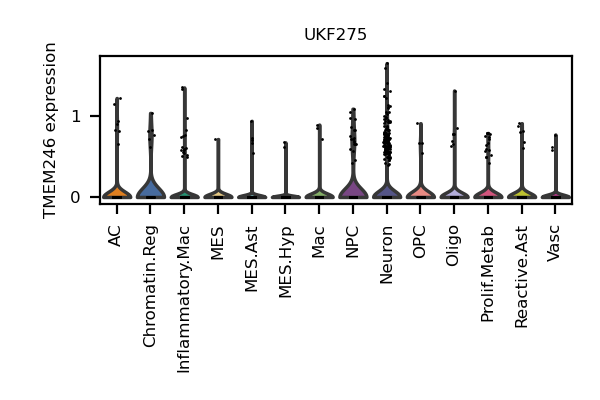 UKF275
TMEM246 expression
1
0
AC
Chromatin.Reg
Inflammatory.Mac
MES
MES.Ast
MES.Hyp
Mac
NPC
Neuron
OPC
Oligo
Prolif.Metab
Reactive.Ast
Vasc